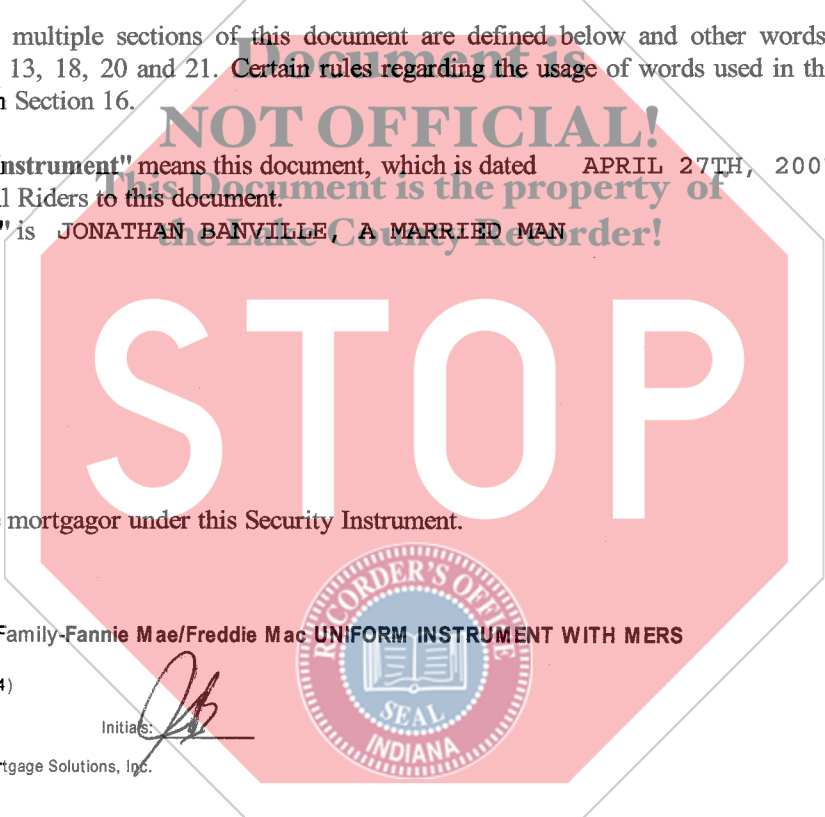 multiple sections of this document are defined below and other words
Document is
13, 18, 20 and 21. Certain rules regarding the usage of words used in th
Section 16.
NOT OFFICIAL!
nstrument" means this document, which is dated APRIL 27TH, 200
This Document is the property of
l Riders to this document.
the Lake County Recorder!
" is JONATHAN BANVILLE, A MARRIED MAN
STOP
mortgagor under this Security Instrument.
RECORDER'S OFFICE
Family-Fannie Mae/Freddie Mac UNIFORM INSTRUMENT WITH MERS
4)
SEAL
Initials:
INDIANA
tgage Solutions, Inc.